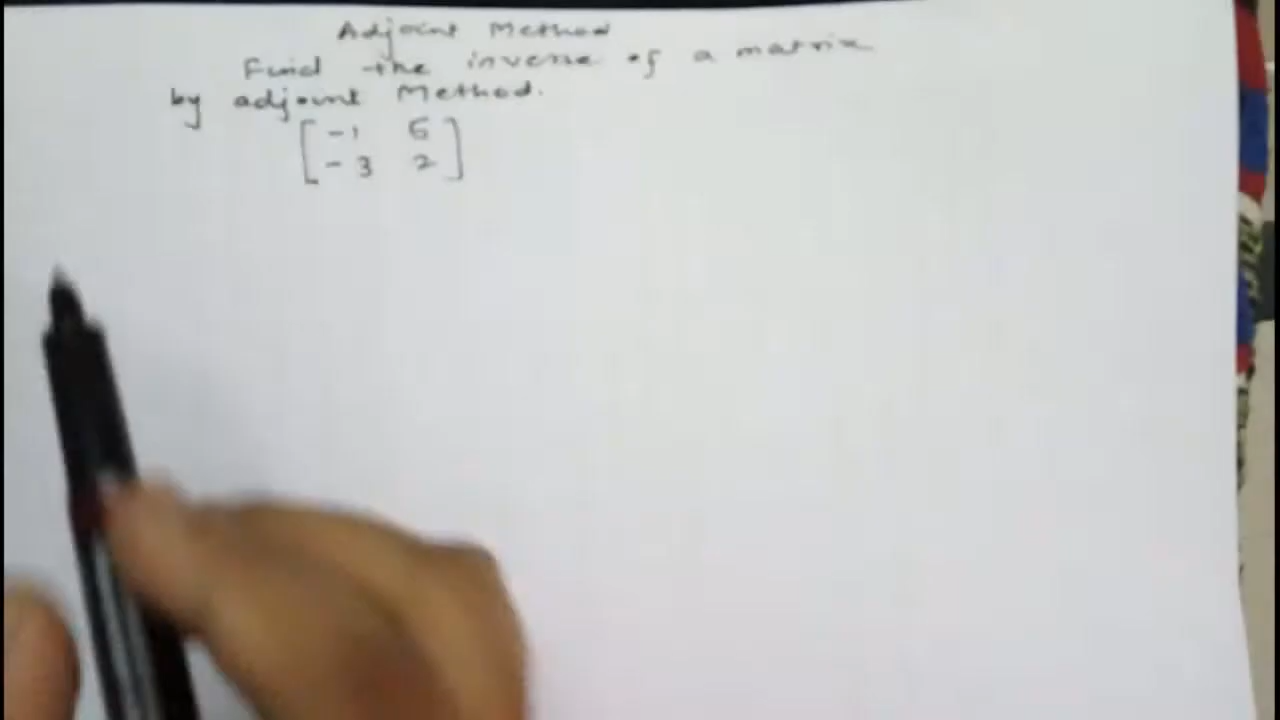 Adjoint Method
Find the inverse of a matrix
by adjoint Method.
[ -1 5 ]
[ -3 2 ]